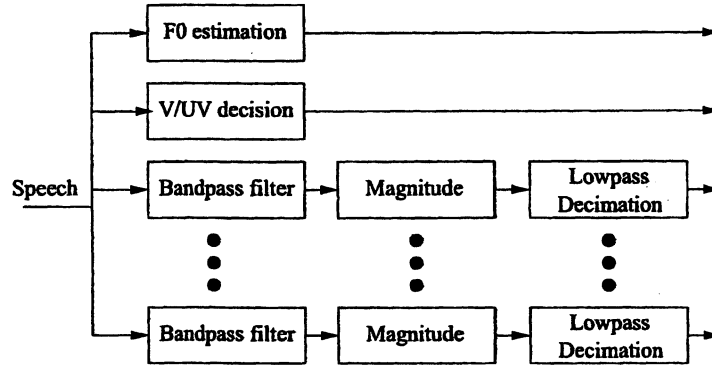 F0 estimation
V/UV decision
Speech
Bandpass filter
Magnitude
Lowpass
Decimation
Bandpass filter
Magnitude
Lowpass
Decimation